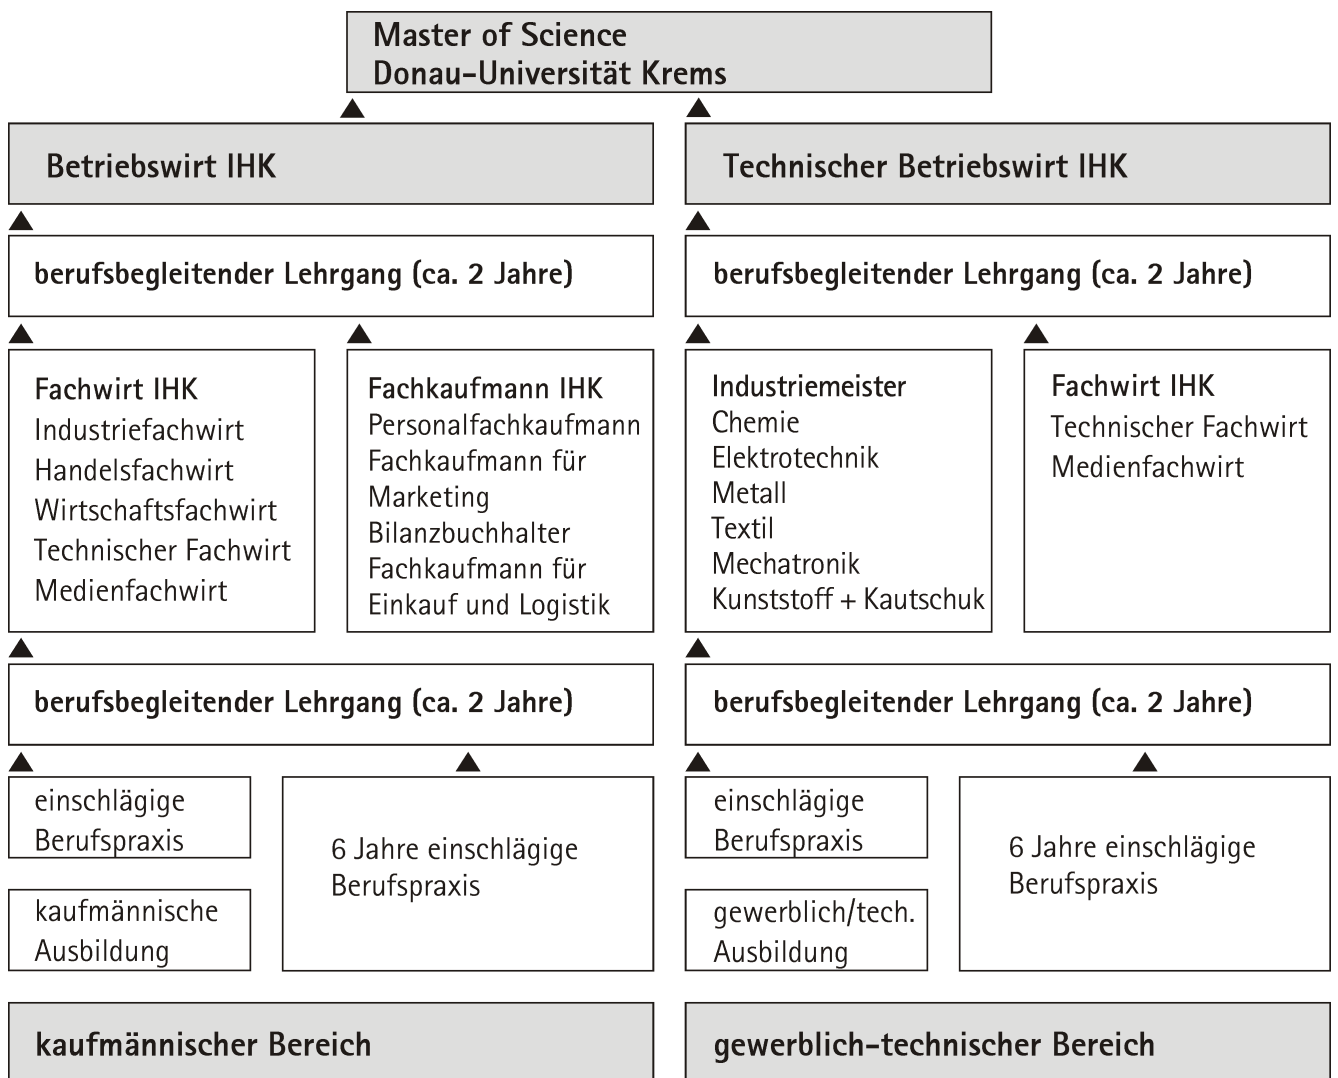 Master of Science
Donau-Universität Krems
Betriebswirt IHK
Technischer Betriebswirt IHK
berufsbegleitender Lehrgang (ca. 2 Jahre)
berufsbegleitender Lehrgang (ca. 2 Jahre)
Fachwirt IHK
Industriefachwirt
Handelsfachwirt
Wirtschaftsfachwirt
Technischer Fachwirt
Medienfachwirt
Fachkaufmann IHK
Personalfachkaufmann
Fachkaufmann für
Marketing
Bilanzbuchhalter
Fachkaufmann für
Einkauf und Logistik
Industriemeister
Chemie
Elektrotechnik
Metall
Textil
Mechatronik
Kunststoff + Kautschuk
Fachwirt IHK
Technischer Fachwirt
Medienfachwirt
berufsbegleitender Lehrgang (ca. 2 Jahre)
berufsbegleitender Lehrgang (ca. 2 Jahre)
einschlägige
Berufspraxis
kaufmännische
Ausbildung
6 Jahre einschlägige
Berufspraxis
einschlägige
Berufspraxis
gewerblich/tech.
Ausbildung
6 Jahre einschlägige
Berufspraxis
kaufmännischer Bereich
gewerblich-technischer Bereich